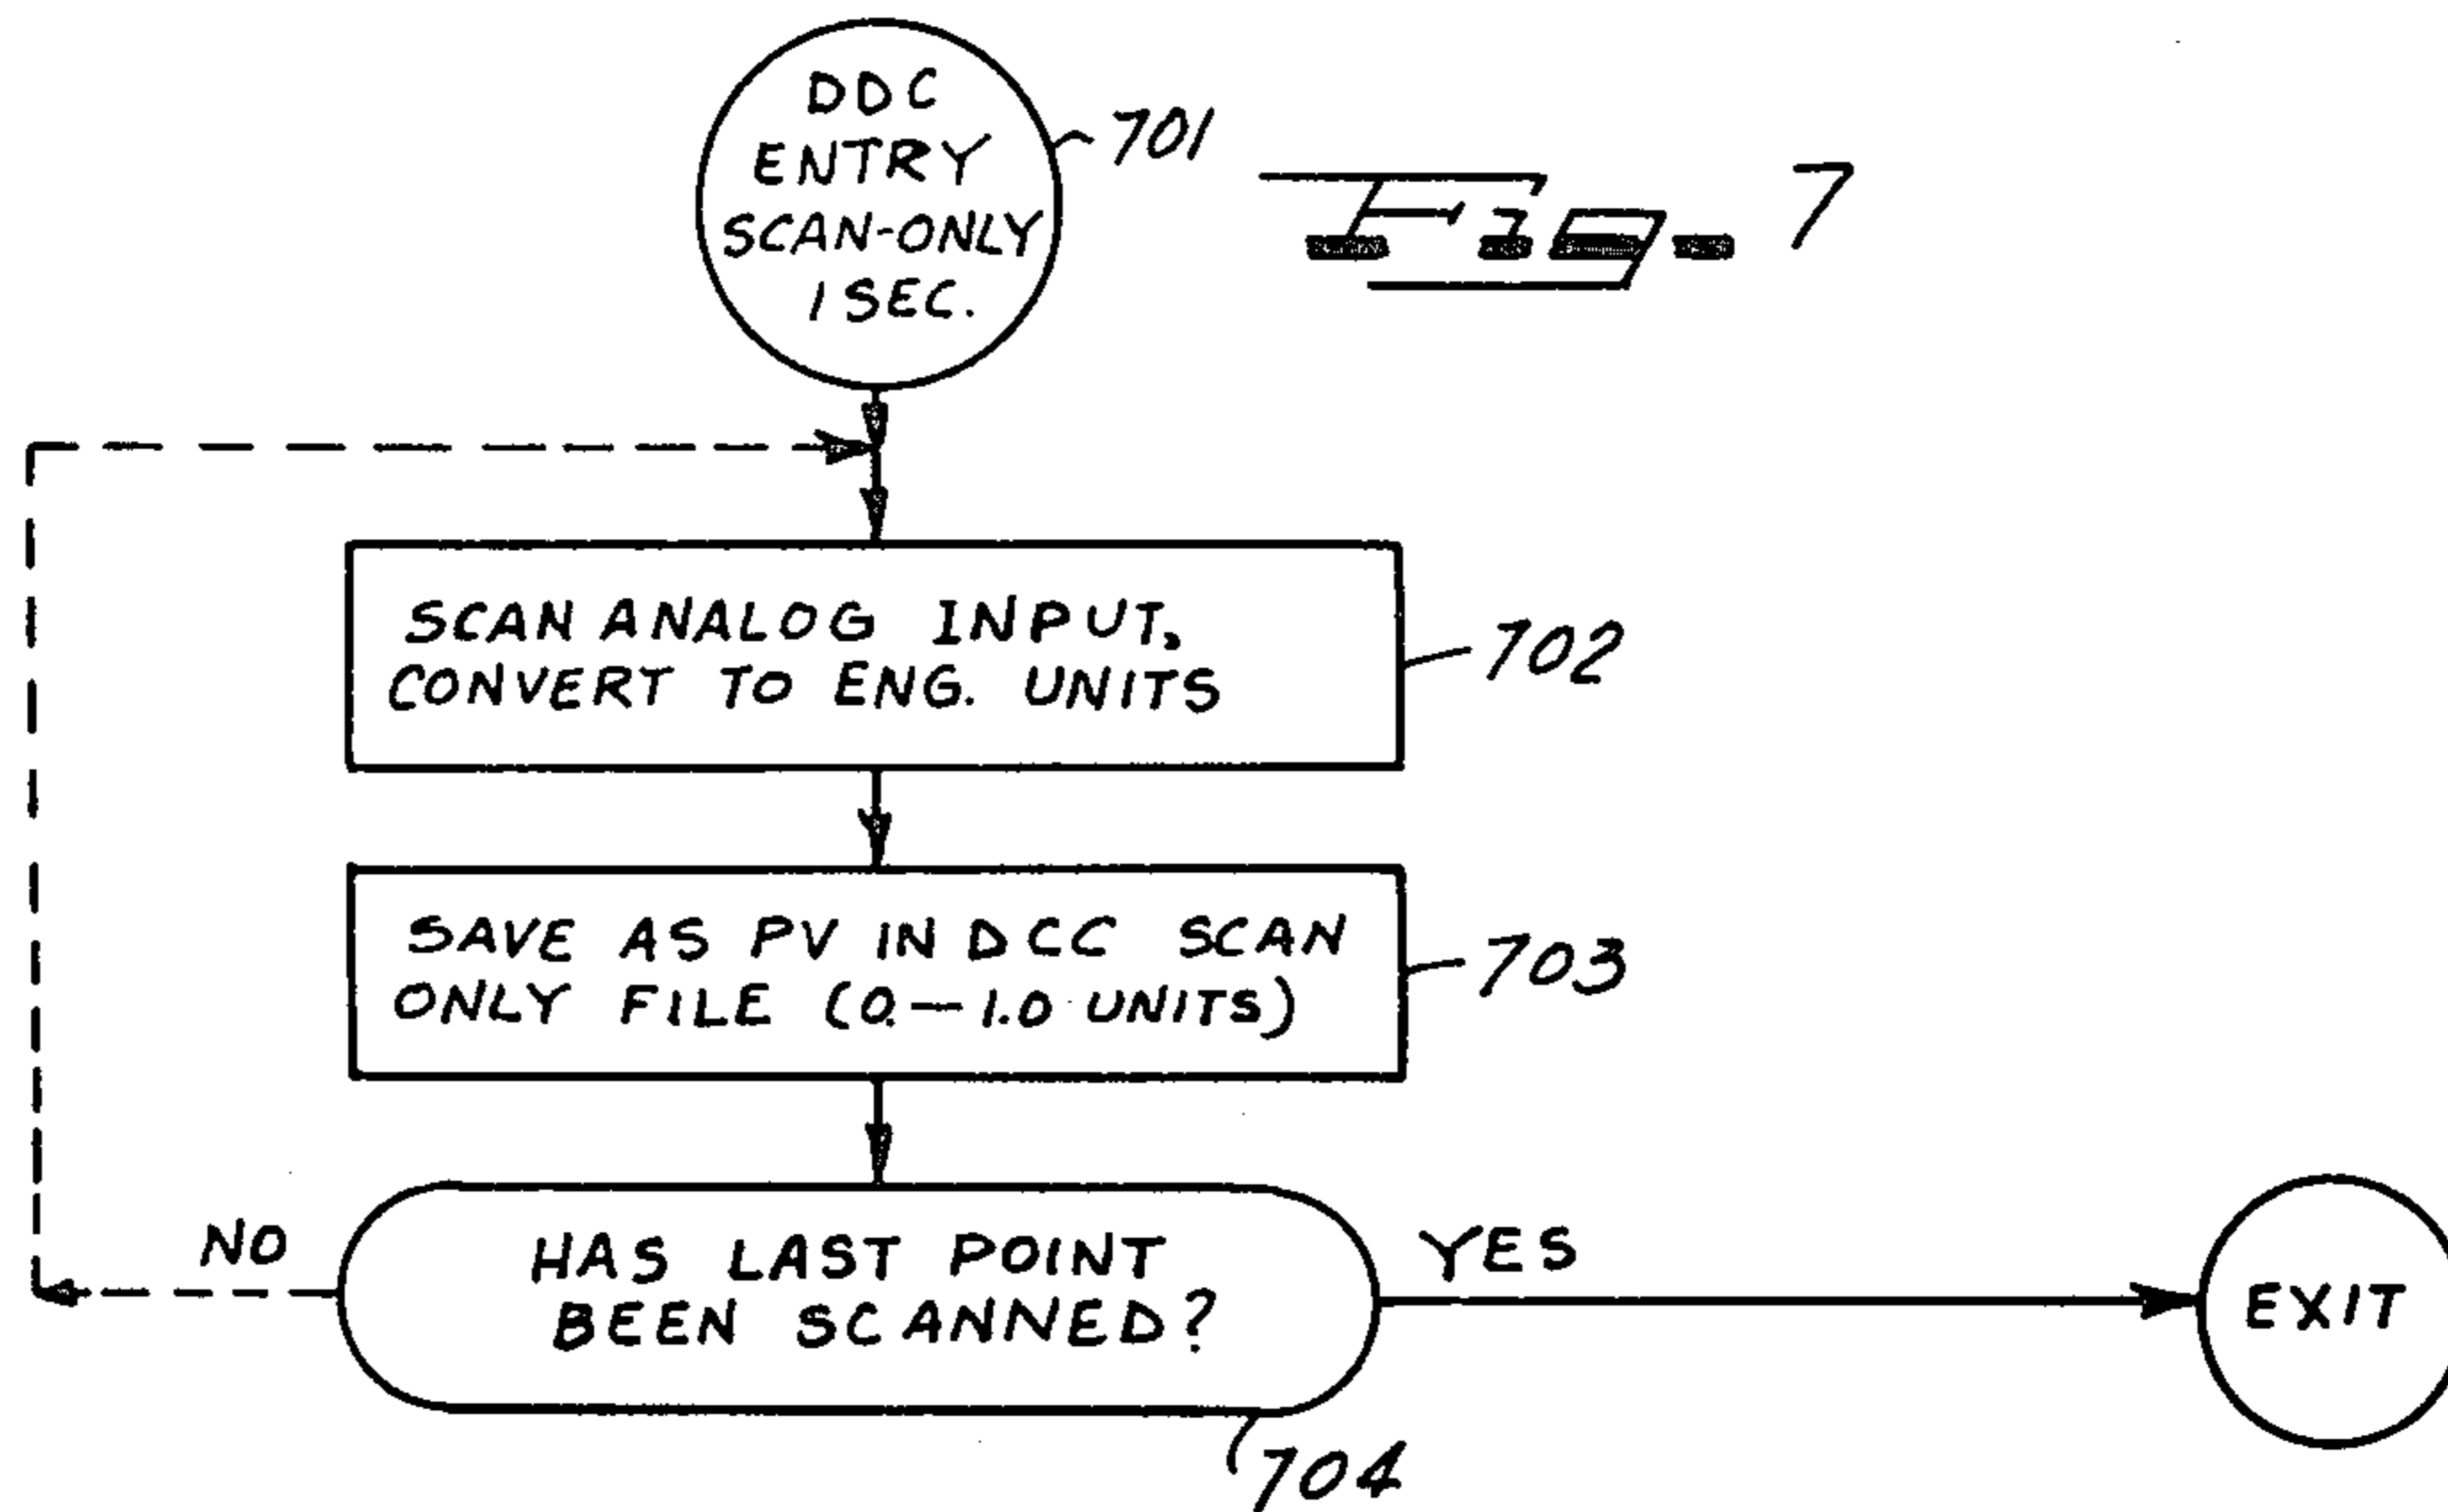 DDC
ENTRY
SCAN-ONLY
1 SEC.
701
Fig. 7
SCAN ANALOG INPUT,
CONVERT TO ENG. UNITS
702
SAVE AS PV IN DCC SCAN
ONLY FILE (0.—1.0 UNITS)
703
NO
HAS LAST POINT
BEEN SCANNED?
YES
EXIT
704